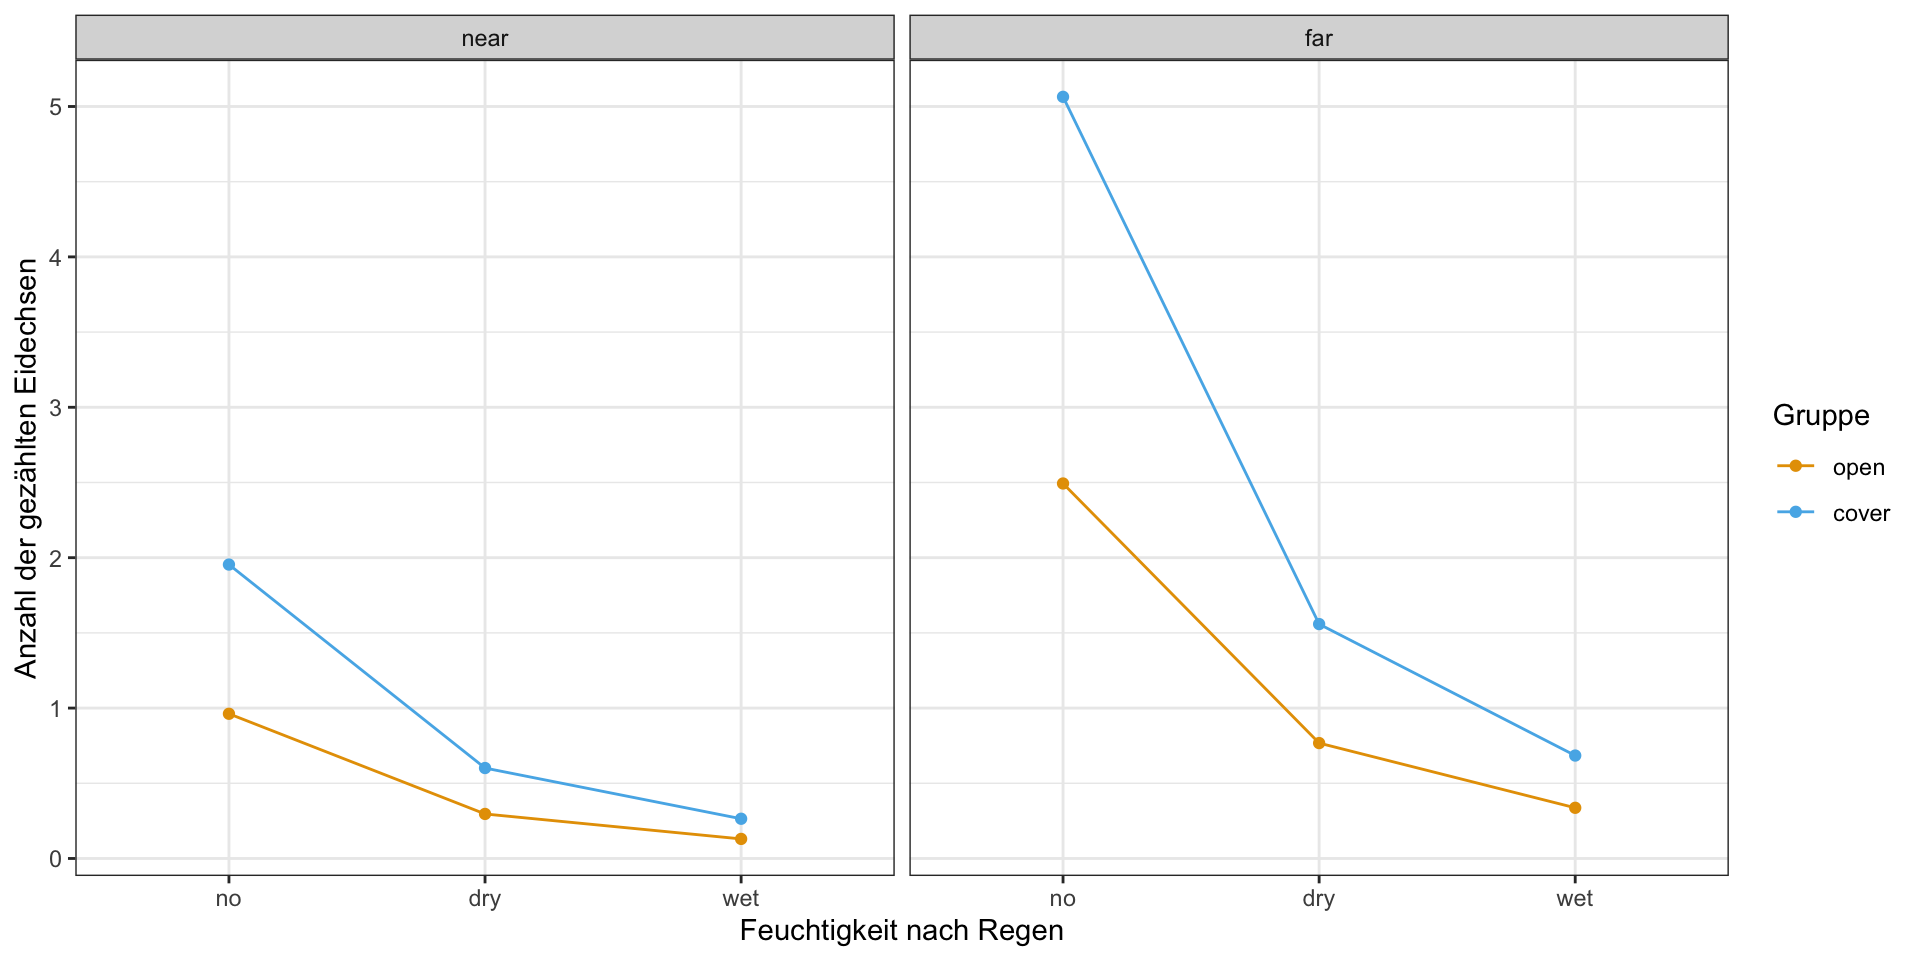 near
far
Anzahl der gezählten Eidechsen
5
4
3
2
1
0
no
dry
wet
no
dry
wet
Feuchtigkeit nach Regen
Gruppe
open
cover